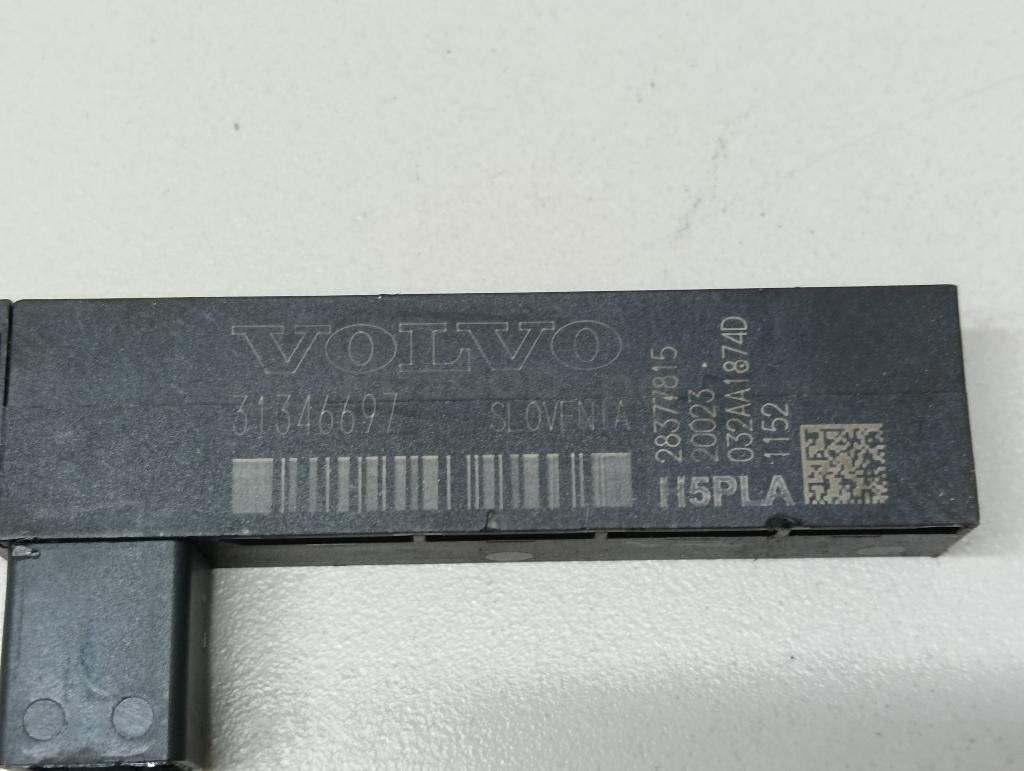 VOLVO
31346697 SLOVENIA
28377815
20023
032AA1874D
1152
H5PLA